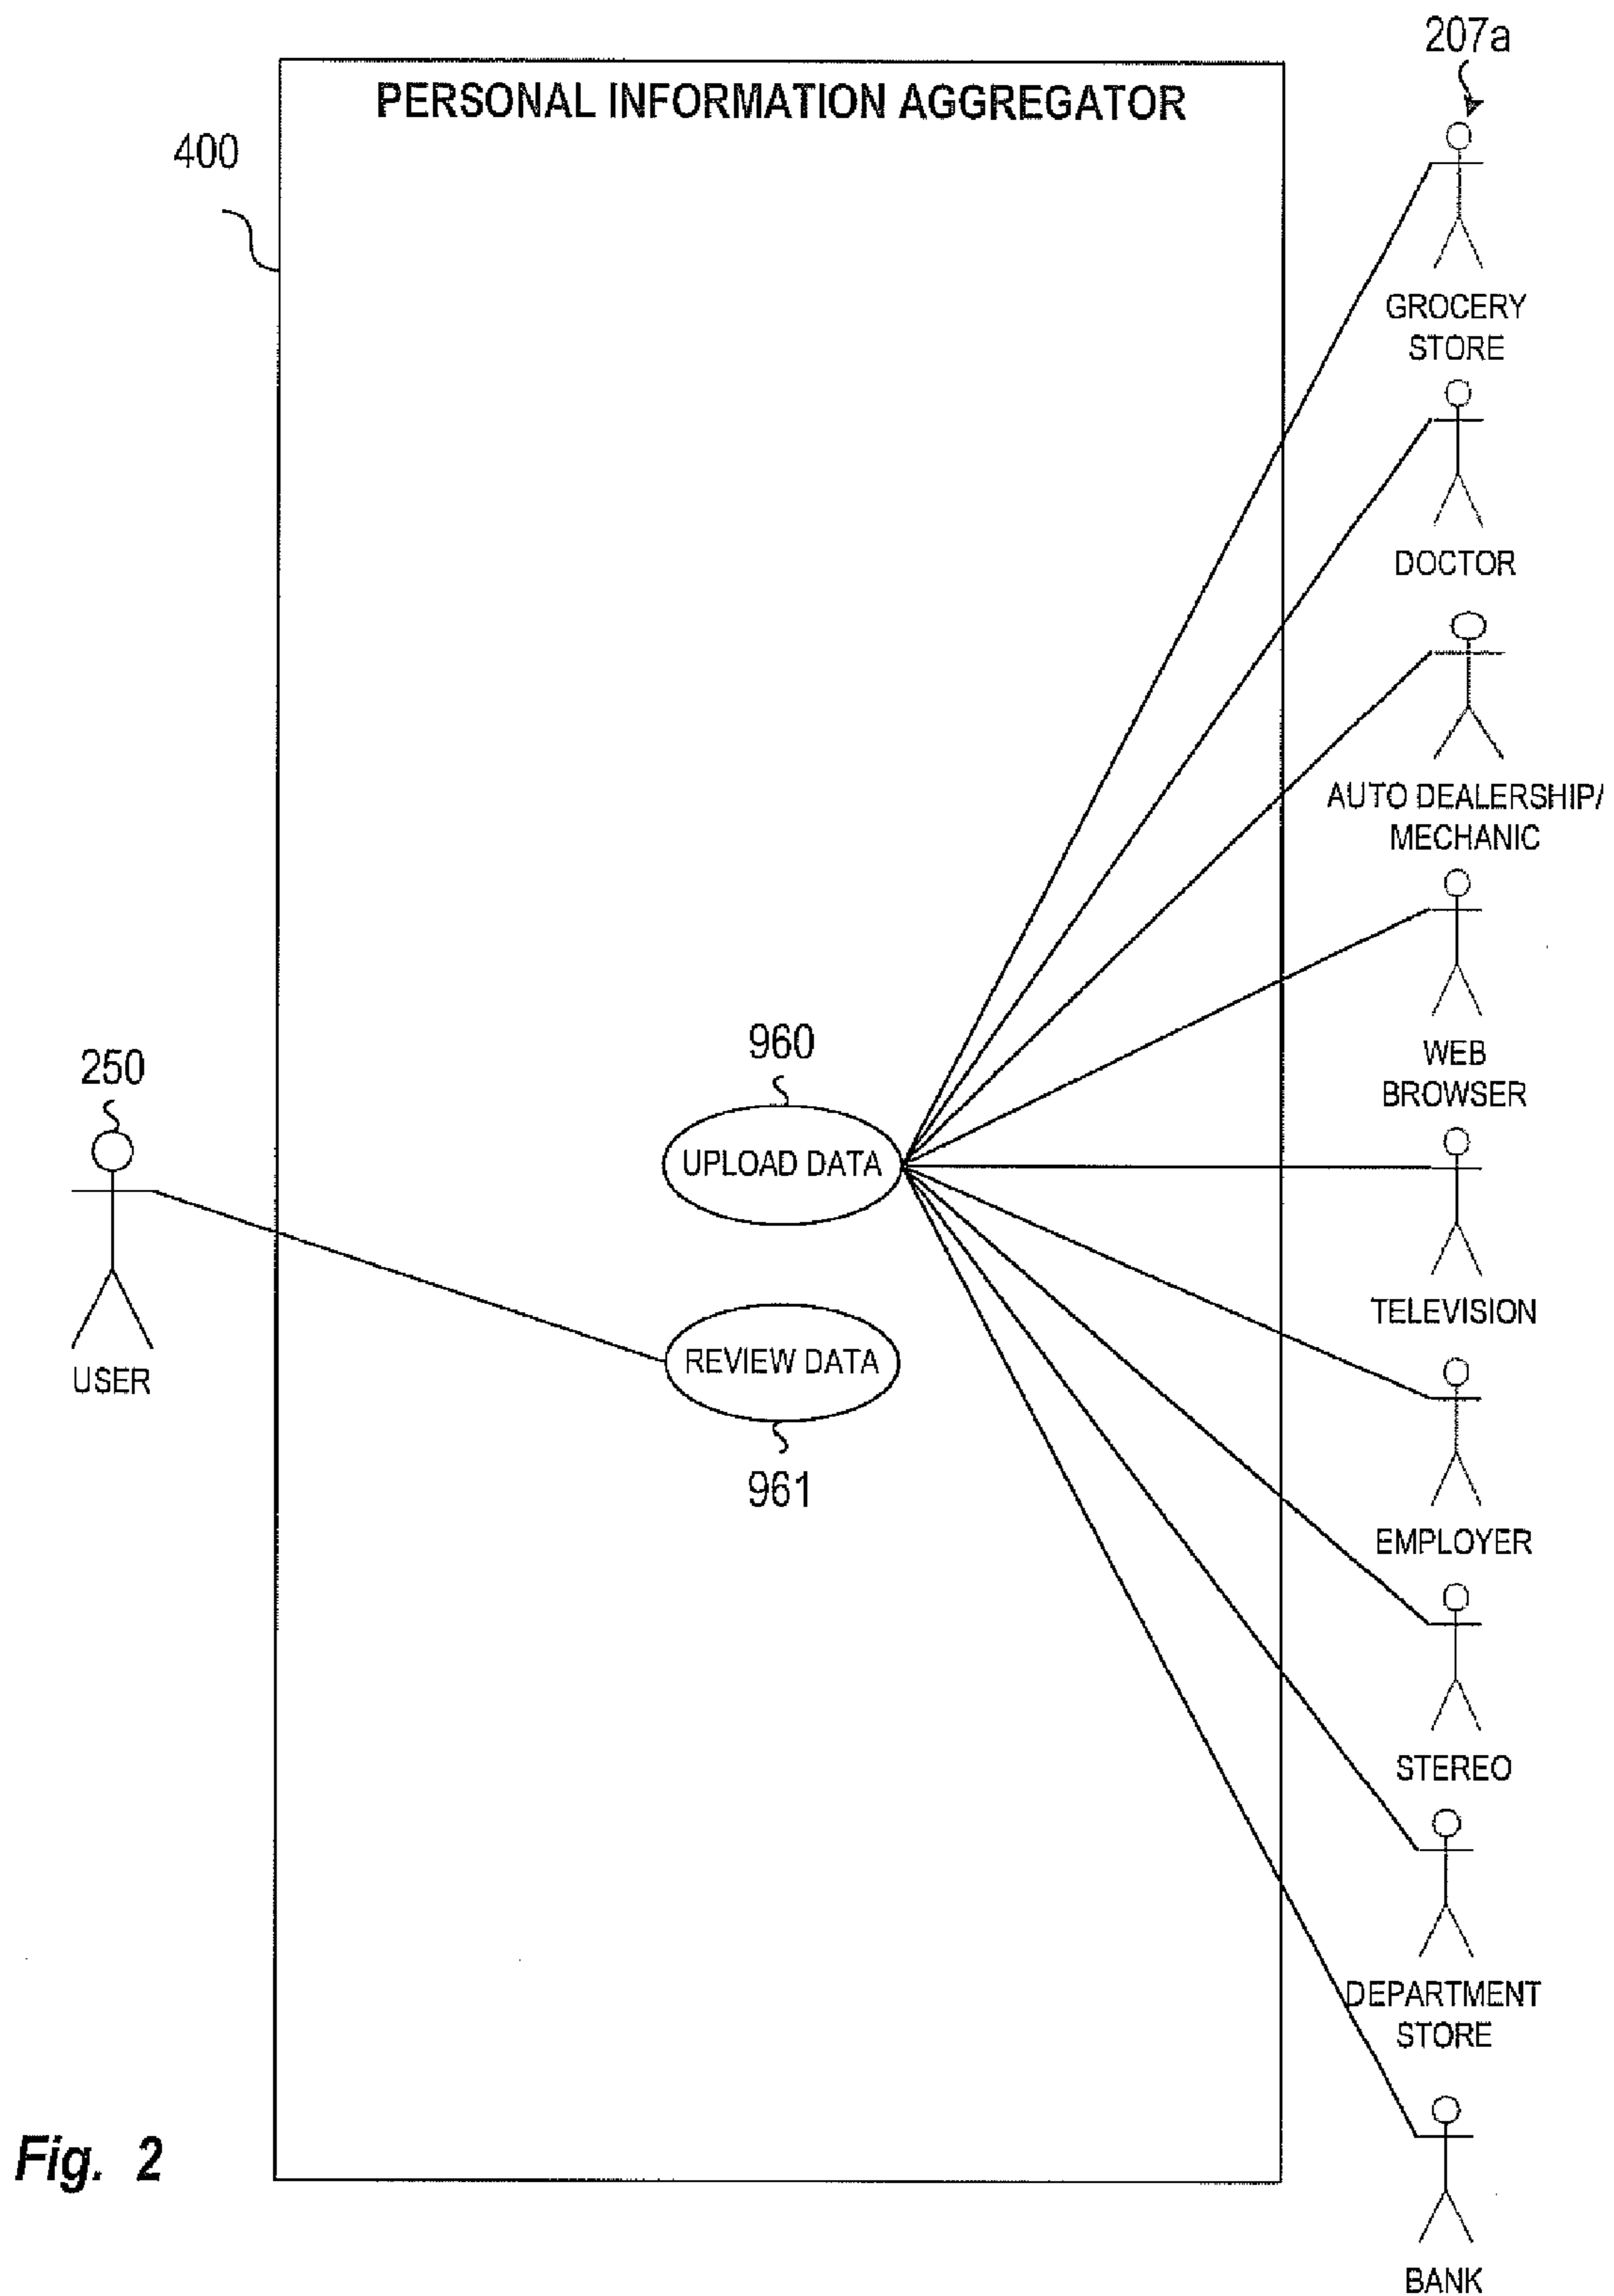 207a
PERSONAL INFORMATION AGGREGATOR
400
GROCERY
STORE
DOCTOR
AUTO DEALERSHIP/
MECHANIC
960
WEB
BROWSER
250
UPLOAD DATA
TELEVISION
USER
REVIEW DATA
961
EMPLOYER
STEREO
DEPARTMENT
STORE
Fig. 2
BANK